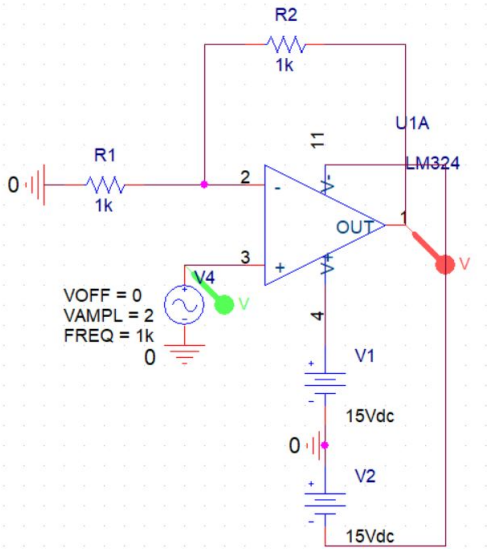 R2
1k
U1A
11
R1
LM324
0
1k
2
-
V-
OUT
1
V
3
+
V+
V4
V
VOFF = 0
VAMPL = 2
FREQ = 1k
0
4
+
V1
-
15Vdc
0
+
V2
-
15Vdc